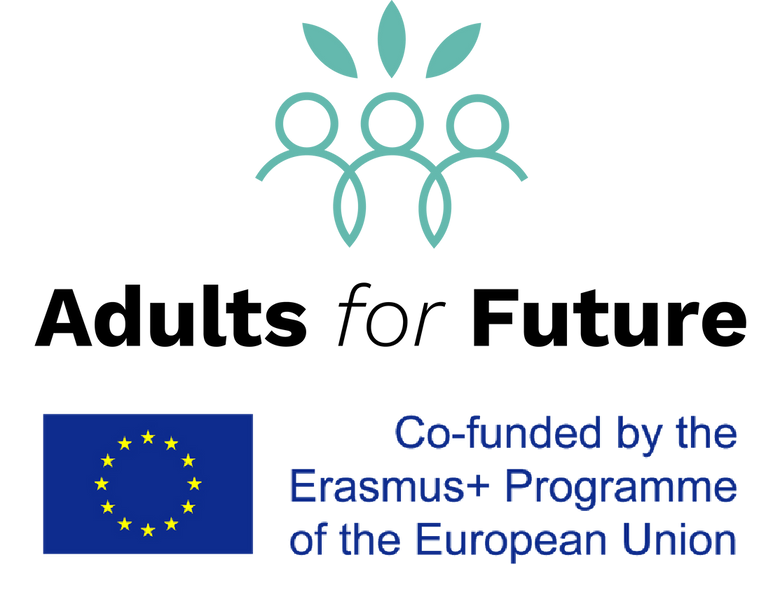 Adults for Future
Co-funded by the
Erasmus+ Programme
of the European Union